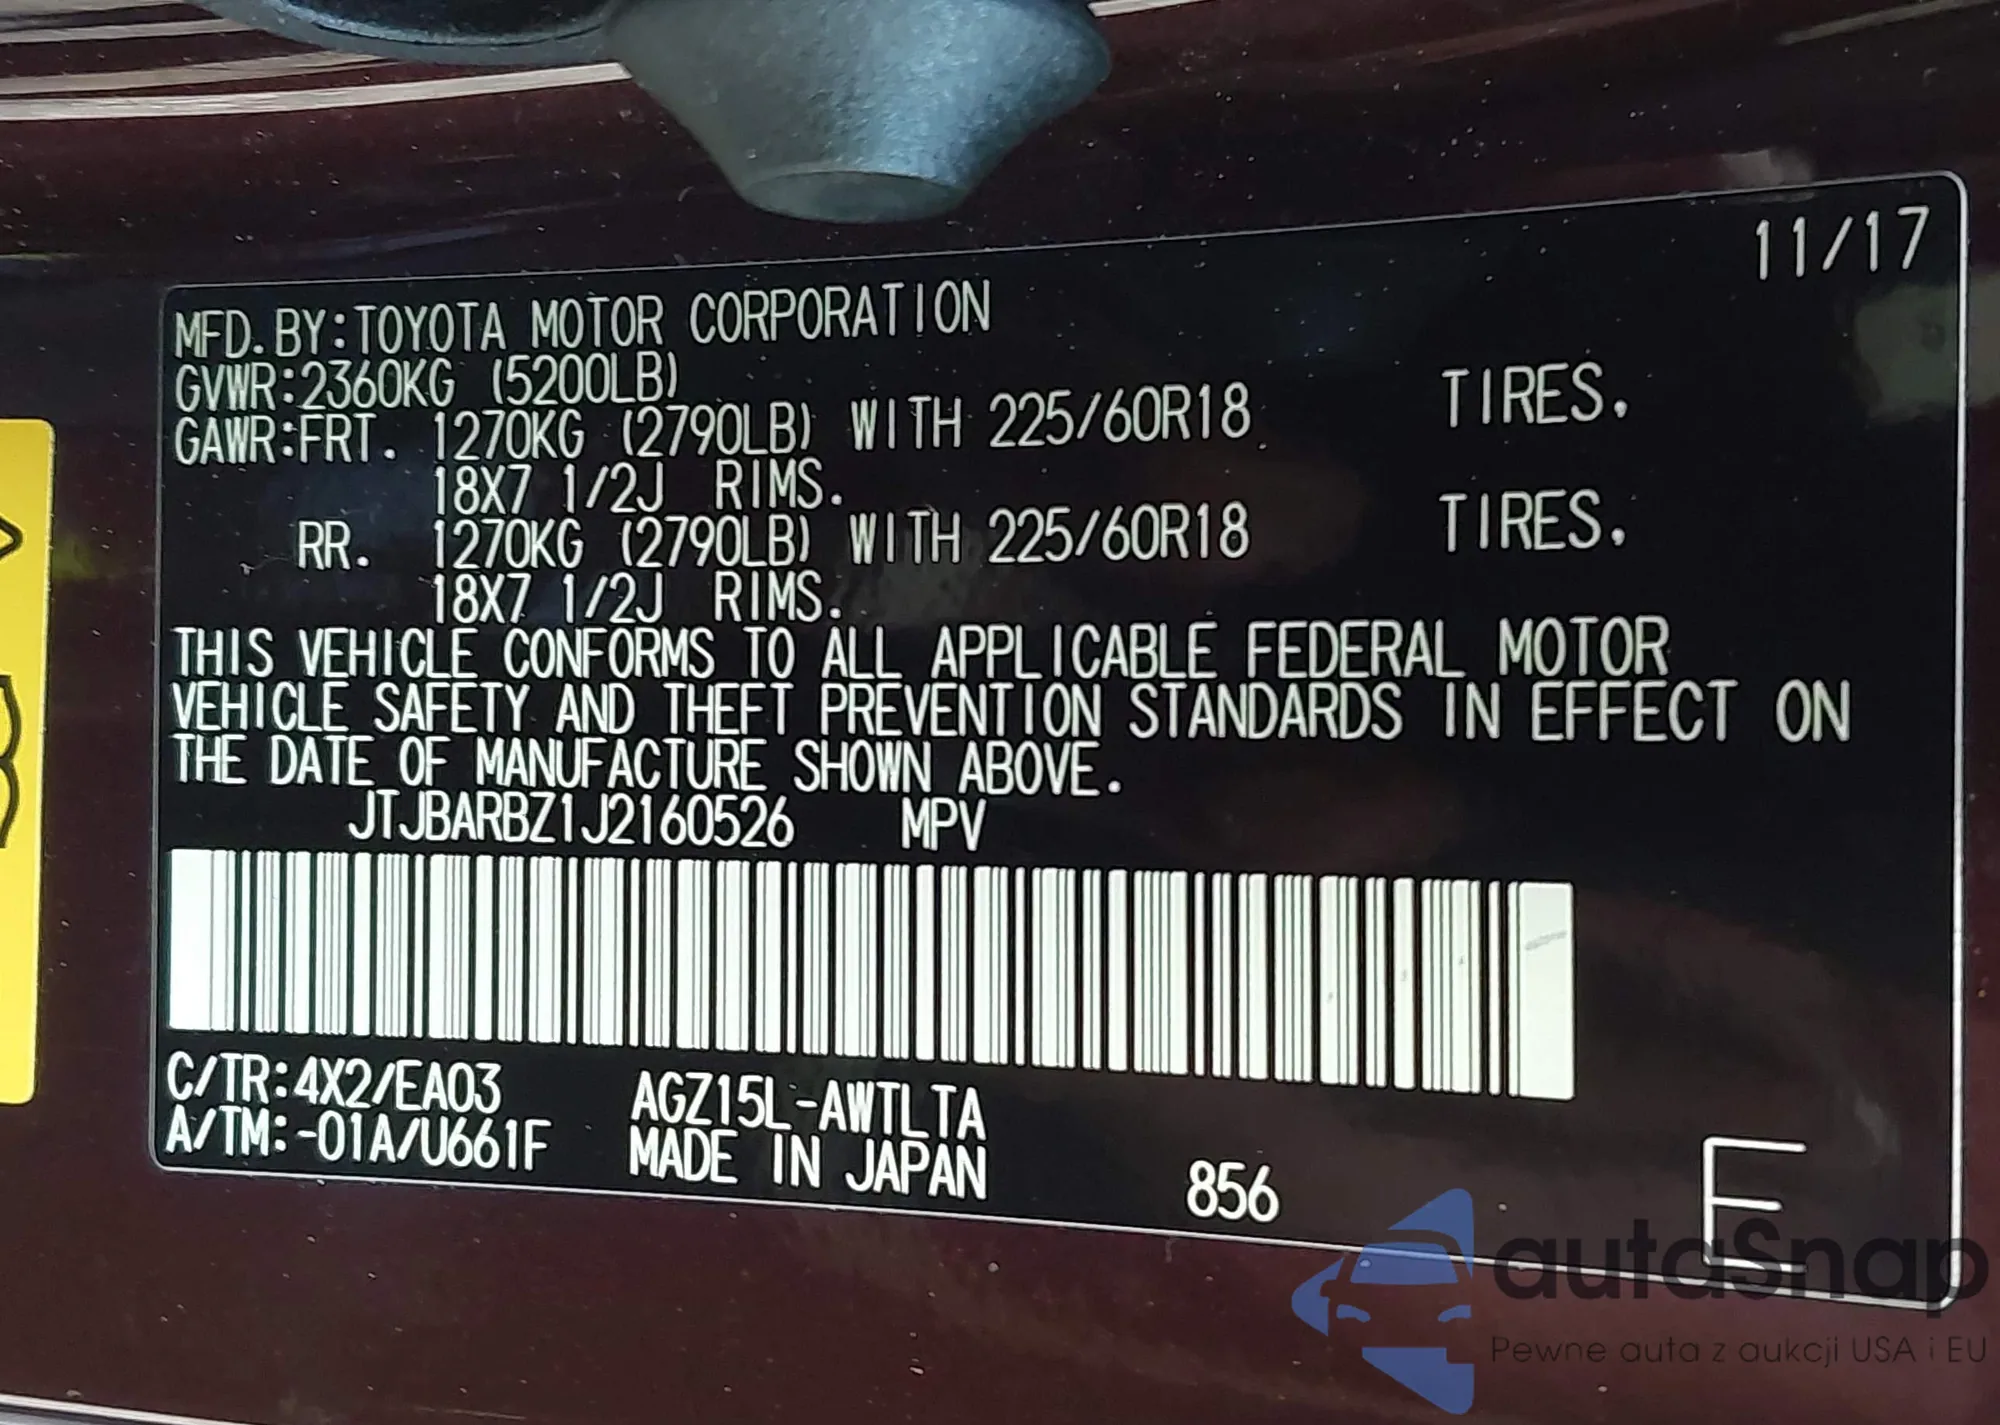 11/17
MFD.BY:TOYOTA MOTOR CORPORATION
GVWR:2360KG (5200LB)
GAWR:FRT. 1270KG (2790LB) WITH 225/60R18 TIRES,
18X7 1/2J RIMS.
RR. 1270KG (2790LB) WITH 225/60R18 TIRES,
18X7 1/2J RIMS.
THIS VEHICLE CONFORMS TO ALL APPLICABLE FEDERAL MOTOR
VEHICLE SAFETY AND THEFT PREVENTION STANDARDS IN EFFECT ON
THE DATE OF MANUFACTURE SHOWN ABOVE.
JTJBARBZ1J2160526 MPV
C/TR:4X2/EA03 AGZ15L-AWTLTA
A/TM:-01A/U661F MADE IN JAPAN 856
E
autaSnap
Pewne auta z aukcji USA i EU